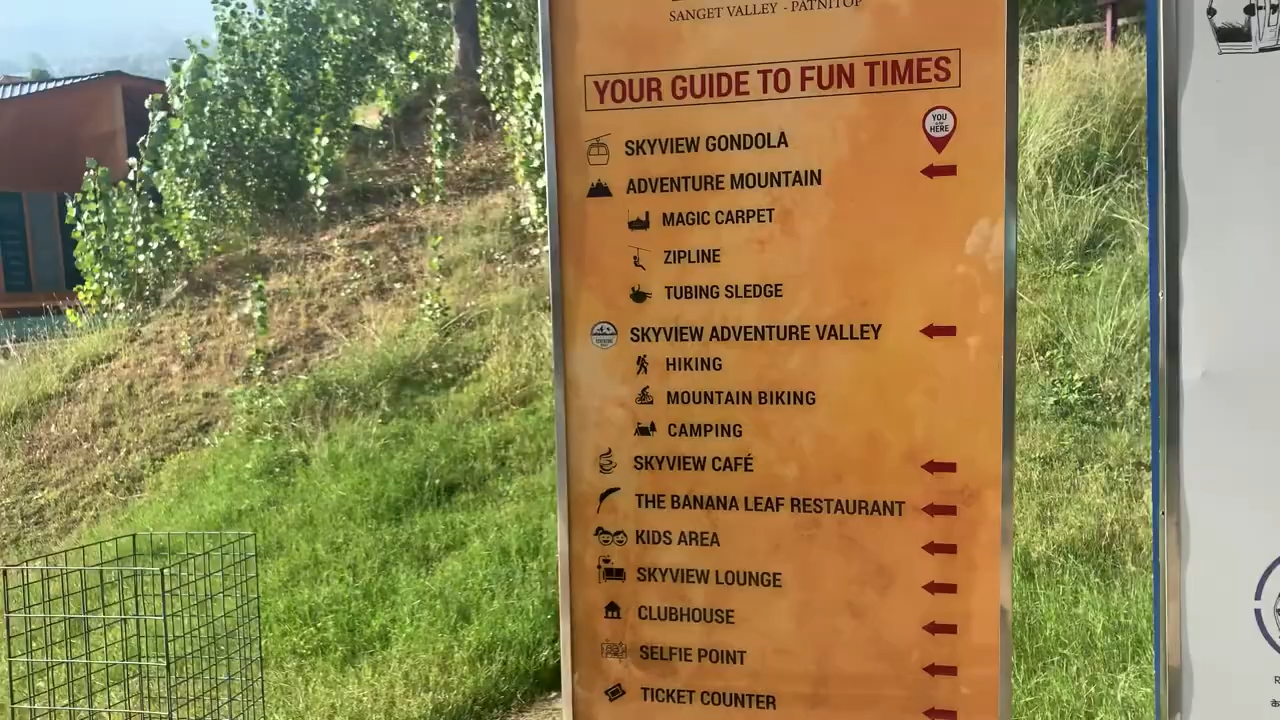 SANGET VALLEY - PATNITOP
YOUR GUIDE TO FUN TIMES
YOU
HERE
SKYVIEW GONDOLA
ADVENTURE MOUNTAIN
MAGIC CARPET
ZIPLINE
TUBING SLEDGE
SKYVIEW ADVENTURE VALLEY
HIKING
MOUNTAIN BIKING
CAMPING
SKYVIEW CAFÉ
THE BANANA LEAF RESTAURANT
KIDS AREA
SKYVIEW LOUNGE
CLUBHOUSE
SELFIE POINT
TICKET COUNTER